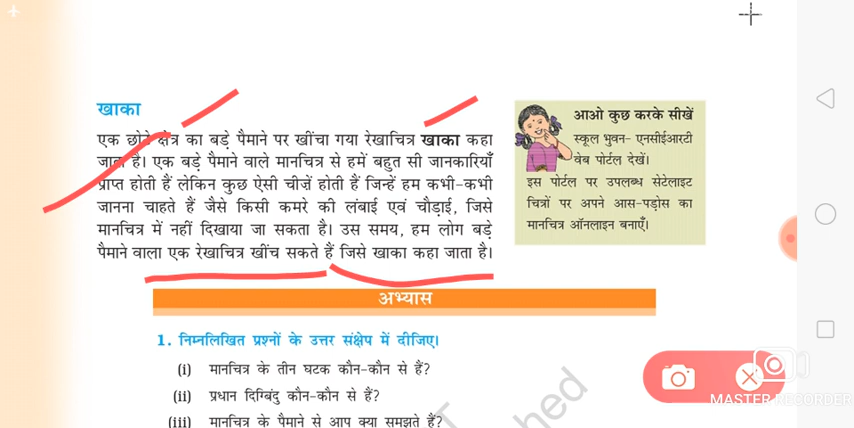 खाका
एक छोटे क्षेत्र का बड़े पैमाने पर खींचा गया रेखाचित्र खाका कहा
जाता है। एक बड़े पैमाने वाले मानचित्र से हमें बहुत सी जानकारियाँ
प्राप्त होती हैं लेकिन कुछ ऐसी चीज़ें होती हैं जिन्हें हम कभी-कभी
जानना चाहते हैं जैसे किसी कमरे की लंबाई एवं चौड़ाई, जिसे
मानचित्र में नहीं दिखाया जा सकता है। उस समय, हम लोग बड़े
पैमाने वाला एक रेखाचित्र खींच सकते हैं जिसे खाका कहा जाता है।
आओ कुछ करके सीखें
स्कूल भुवन- एनसीईआरटी
वेब पोर्टल देखें।
इस पोर्टल पर उपलब्ध सेटेलाइट
चित्रों पर अपने आस-पड़ोस का
मानचित्र ऑनलाइन बनाएँ।
अभ्यास
1. निम्नलिखित प्रश्नों के उत्तर संक्षेप में दीजिए।
(i) मानचित्र के तीन घटक कौन-कौन से हैं?
(ii) प्रधान दिग्बिंदु कौन-कौन से हैं?
(iii) मानचित्र के पैमाने से आप क्या समझते हैं?
MASTER RECORDER